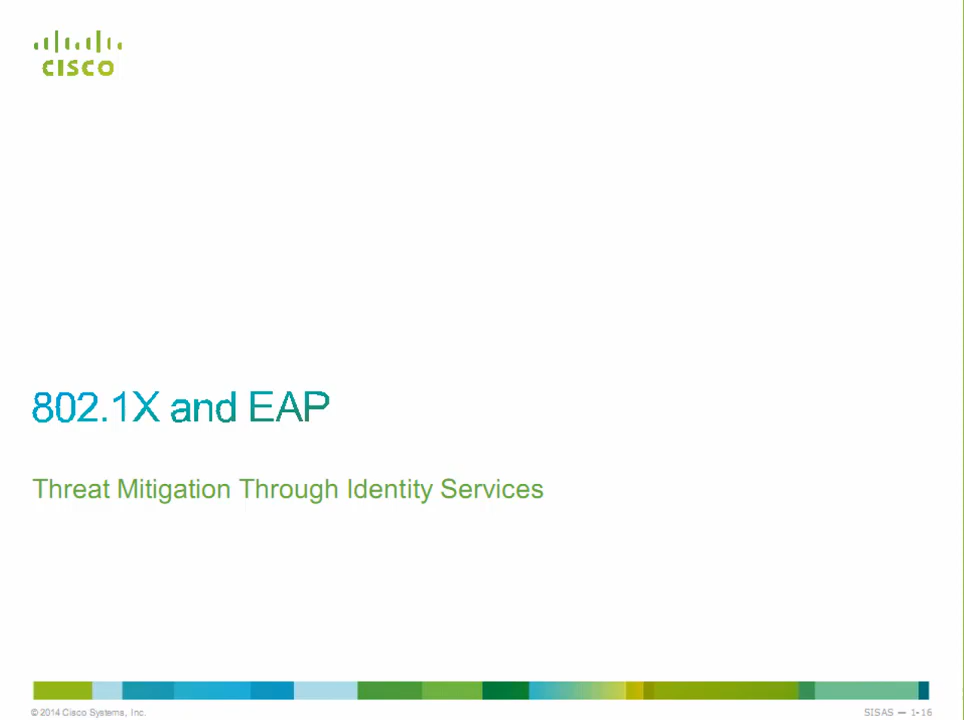 CISCO
802.1X and EAP
Threat Mitigation Through Identity Services
© 2014 Cisco Systems, Inc.
SISAS — 1-16